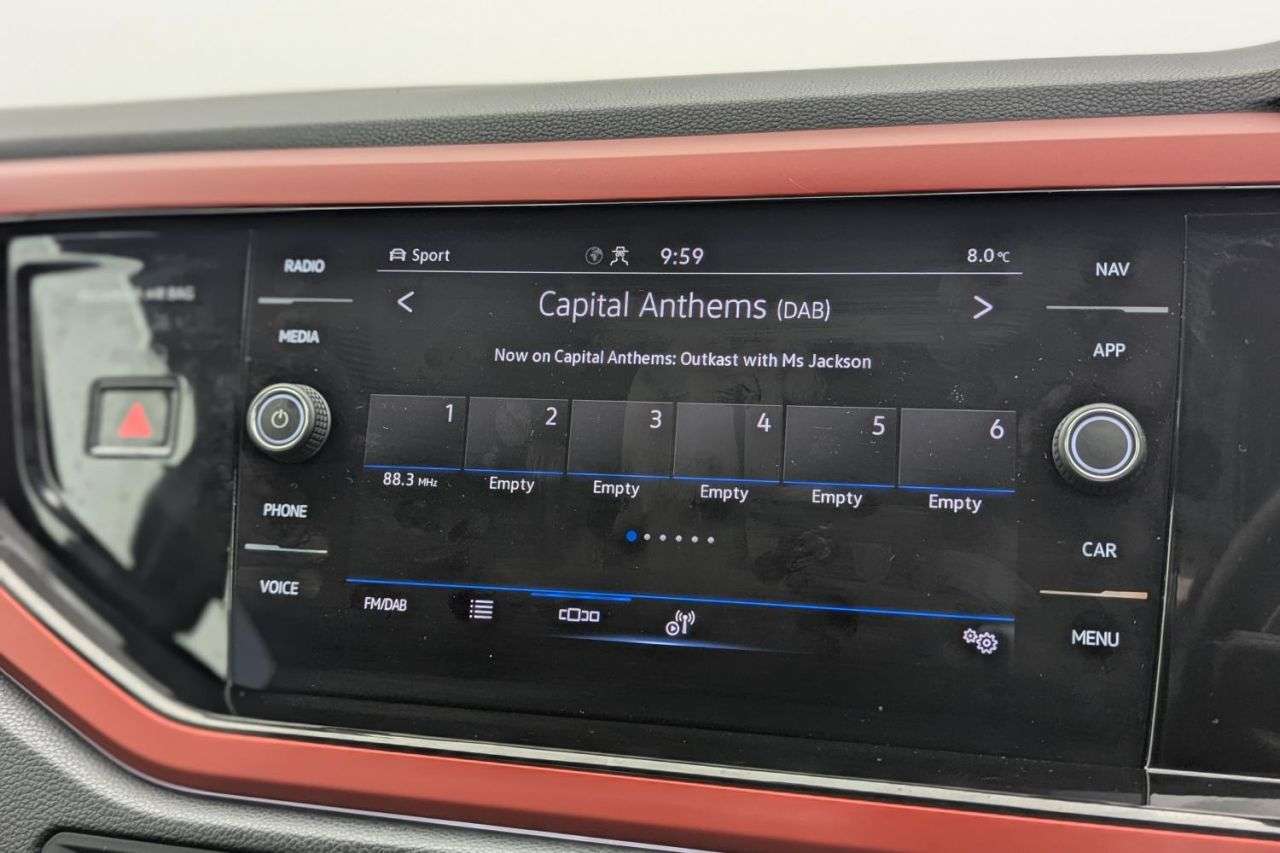 RADIO
MEDIA
PHONE
VOICE
Sport
9:59
8.0 °C
< Capital Anthems (DAB) >
Now on Capital Anthems: Outkast with Ms Jackson
1 2 3 4 5 6
88.3 MHz Empty Empty Empty Empty Empty
FM/DAB
NAV
APP
CAR
MENU